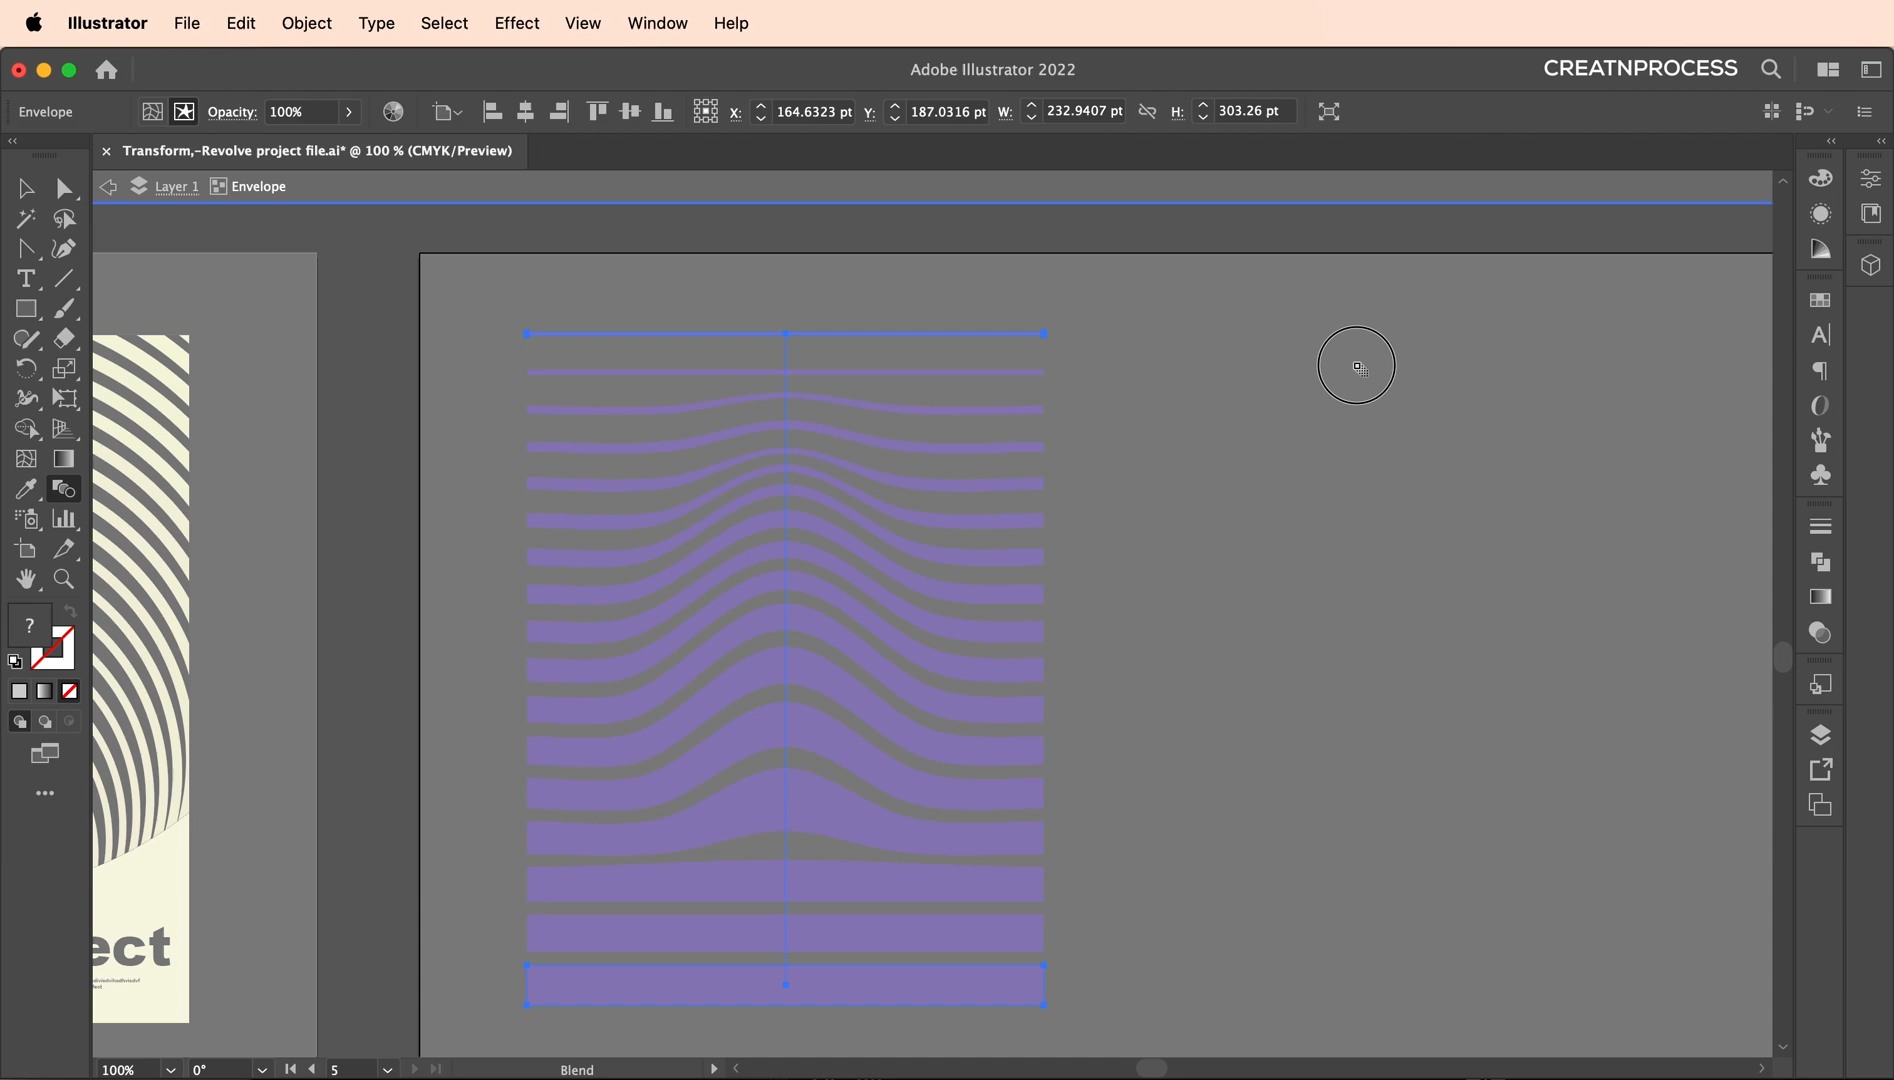 Illustrator File Edit Object Type Select Effect View Window Help
Adobe Illustrator 2022
CREATNPROCESS
Envelope Opacity: 100% X: 164.6323 pt Y: 187.0316 pt W: 232.9407 pt H: 303.26 pt
× Transform,-Revolve project file.ai* @ 100 % (CMYK/Preview)
Layer 1 Envelope
?
ect
100% 0° 5 Blend